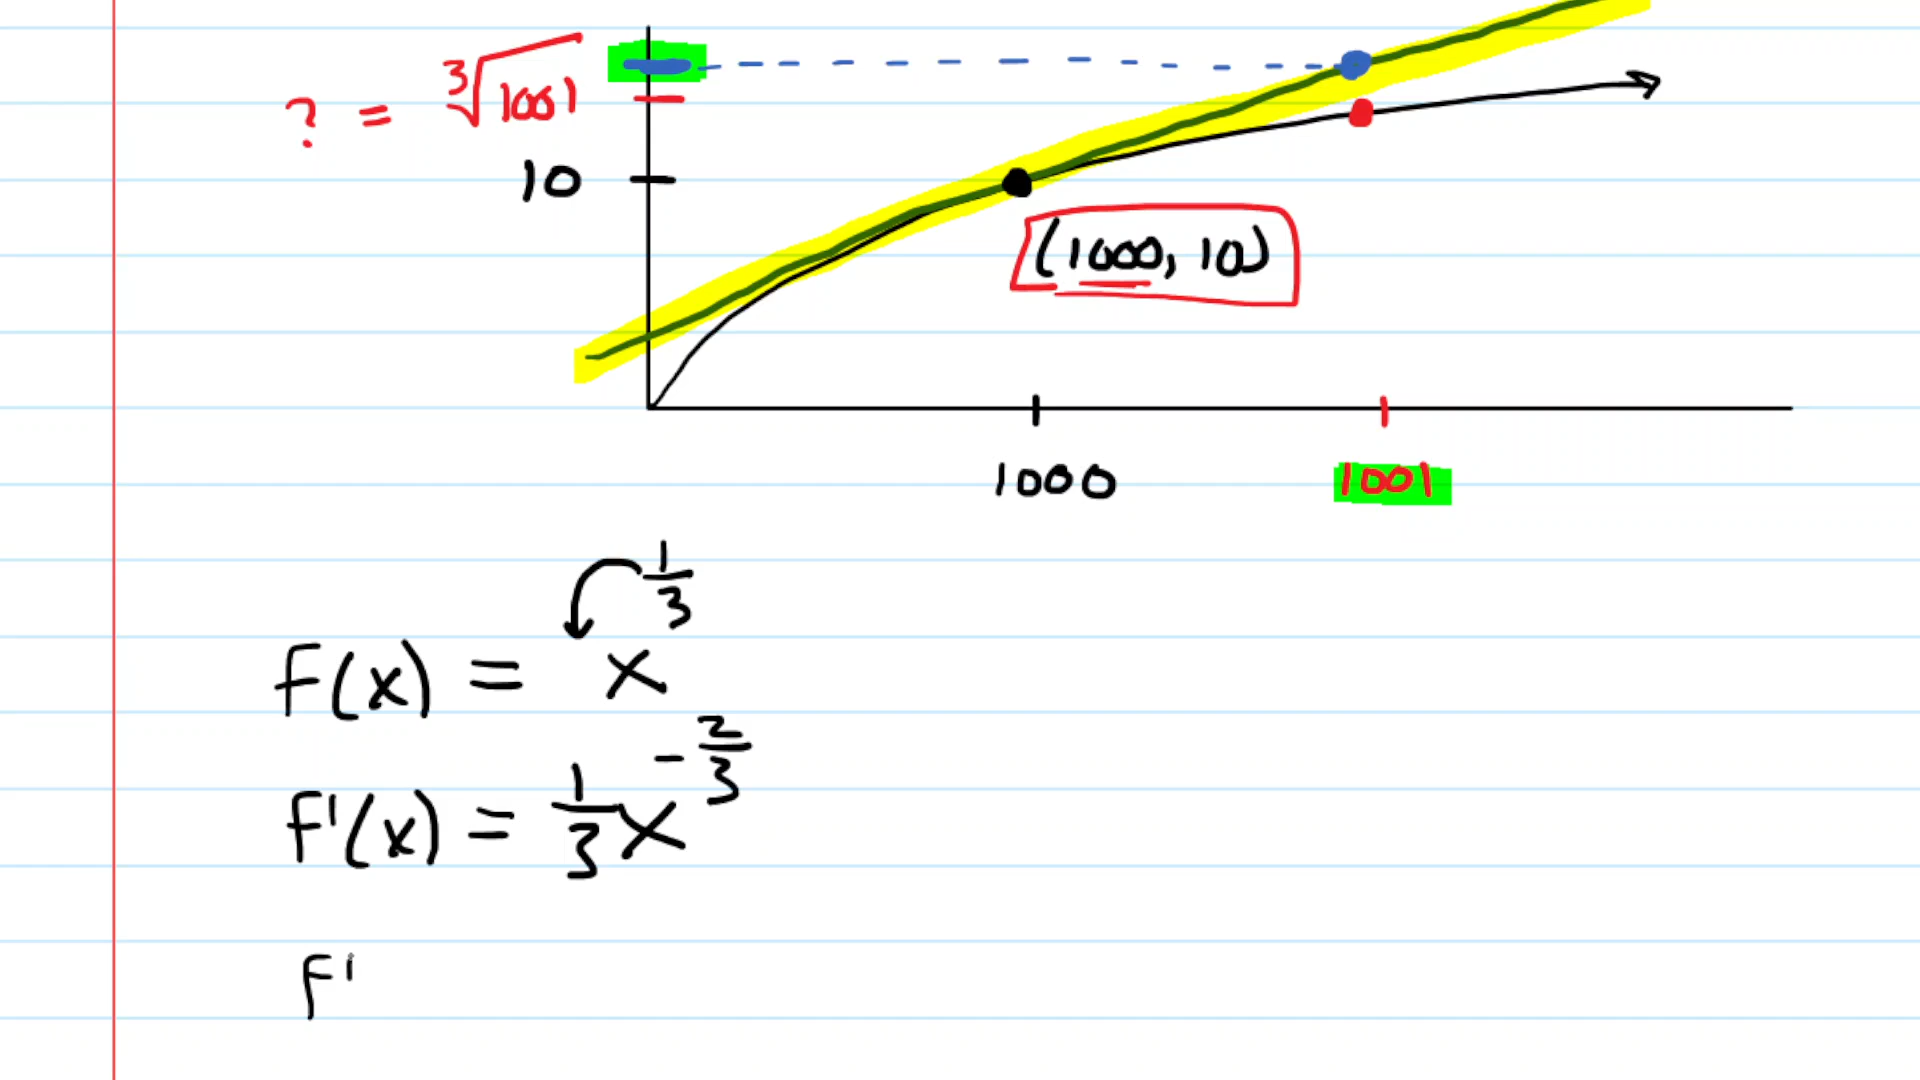 ? = ∛1001
10
(1000, 10)
1000 1001
F(x) = x^{1/3}
F'(x) = 1/3 x^{-2/3}
F'